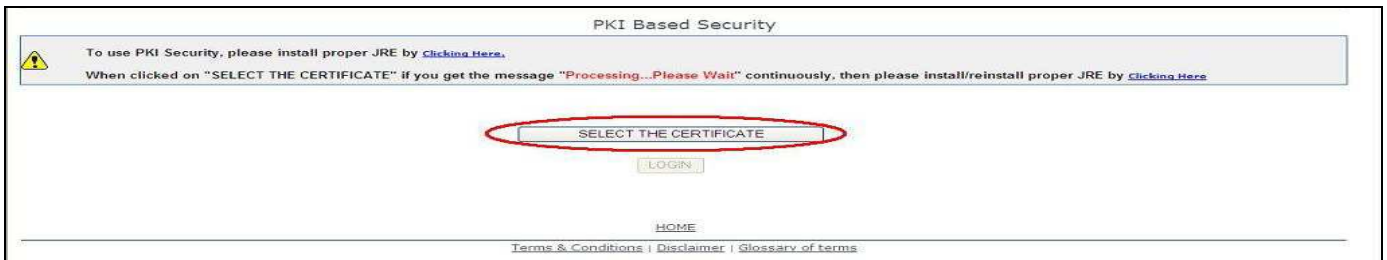 PKI Based Security
To use PKI Security, please install proper JRE by Clicking Here.
When clicked on "SELECT THE CERTIFICATE" if you get the message "Processing...Please Wait" continuously, then please install/reinstall proper JRE by Clicking Here
SELECT THE CERTIFICATE
LOGIN
HOME
Terms & Conditions | Disclaimer | Glossary of terms